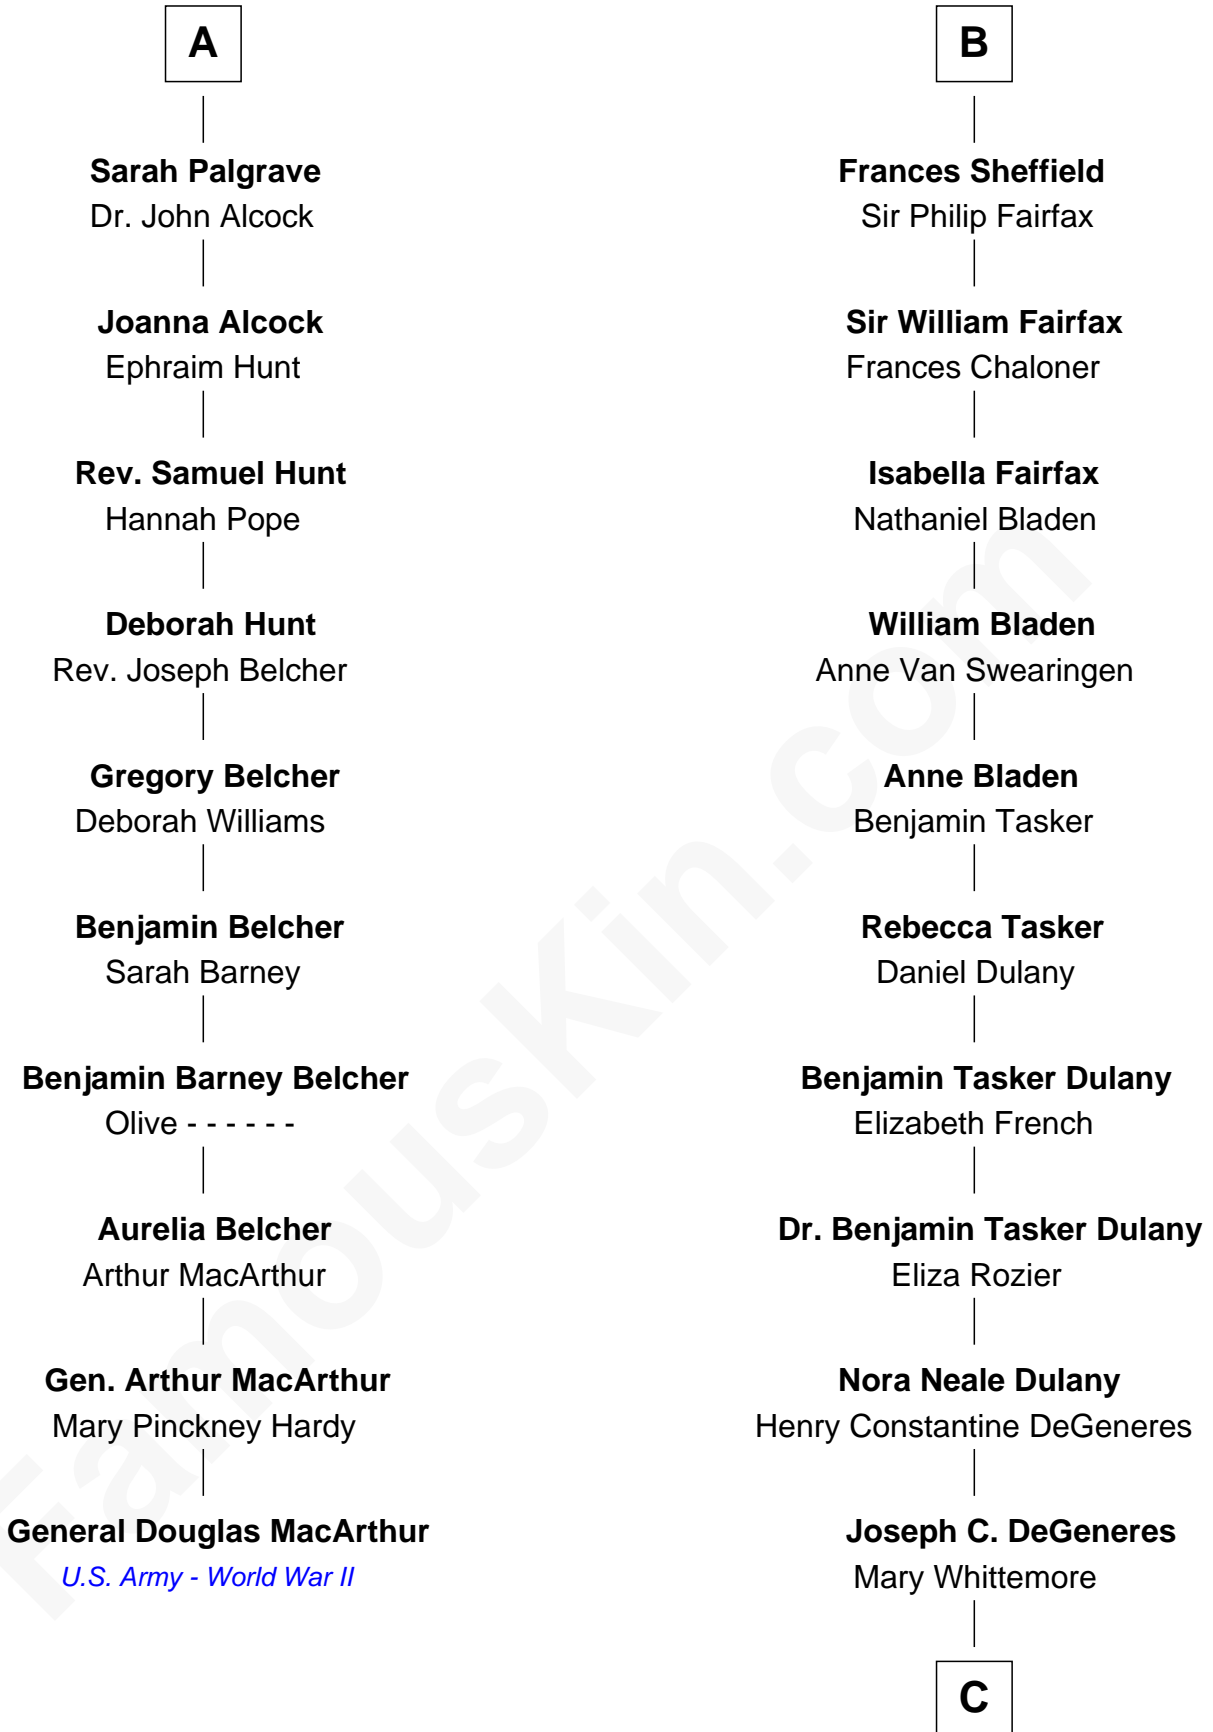 A
Sarah Palgrave
Dr. John Alcock
Joanna Alcock
Ephraim Hunt
Rev. Samuel Hunt
Hannah Pope
Deborah Hunt
Rev. Joseph Belcher
Gregory Belcher
Deborah Williams
Benjamin Belcher
Sarah Barney
Benjamin Barney Belcher
Olive - - - - - -
Aurelia Belcher
Arthur MacArthur
Gen. Arthur MacArthur
Mary Pinckney Hardy
General Douglas MacArthur
U.S. Army - World War II
B
Frances Sheffield
Sir Philip Fairfax
Sir William Fairfax
Frances Chaloner
Isabella Fairfax
Nathaniel Bladen
William Bladen
Anne Van Swearingen
Anne Bladen
Benjamin Tasker
Rebecca Tasker
Daniel Dulany
Benjamin Tasker Dulany
Elizabeth French
Dr. Benjamin Tasker Dulany
Eliza Rozier
Nora Neale Dulany
Henry Constantine DeGeneres
Joseph C. DeGeneres
Mary Whittemore
C
FamousKin.com